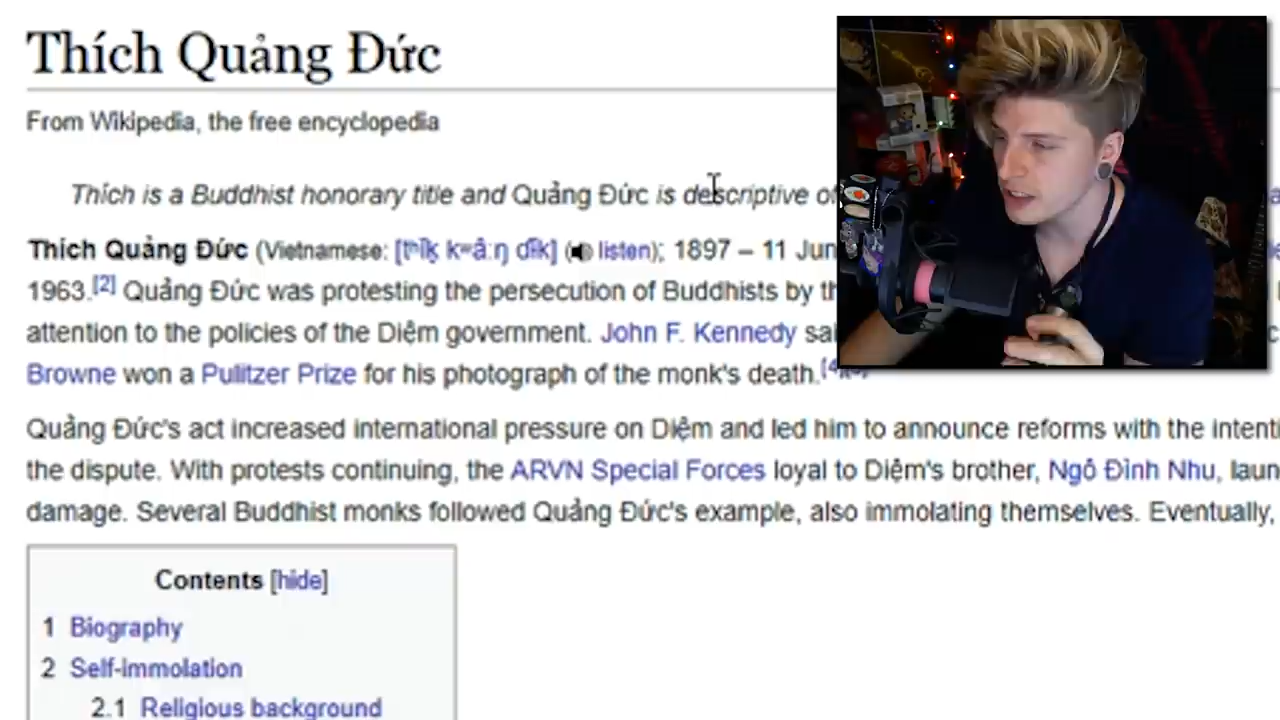 Thích Quảng Đức
From Wikipedia, the free encyclopedia
Thích is a Buddhist honorary title and Quảng Đức is descriptive of
Thích Quảng Đức (Vietnamese: (listen); 1897 – 11 Jun
1963.[2] Quảng Đức was protesting the persecution of Buddhists by th
attention to the policies of the Diệm government. John F. Kennedy sai
Browne won a Pulitzer Prize for his photograph of the monk's death.
Quảng Đức's act increased international pressure on Diệm and led him to announce reforms with the intenti
the dispute. With protests continuing, the ARVN Special Forces loyal to Diệm's brother, Ngô Đình Nhu, laun
damage. Several Buddhist monks followed Quảng Đức's example, also immolating themselves. Eventually,
Contents [hide]
1 Biography
2 Self-immolation
2.1 Religious background